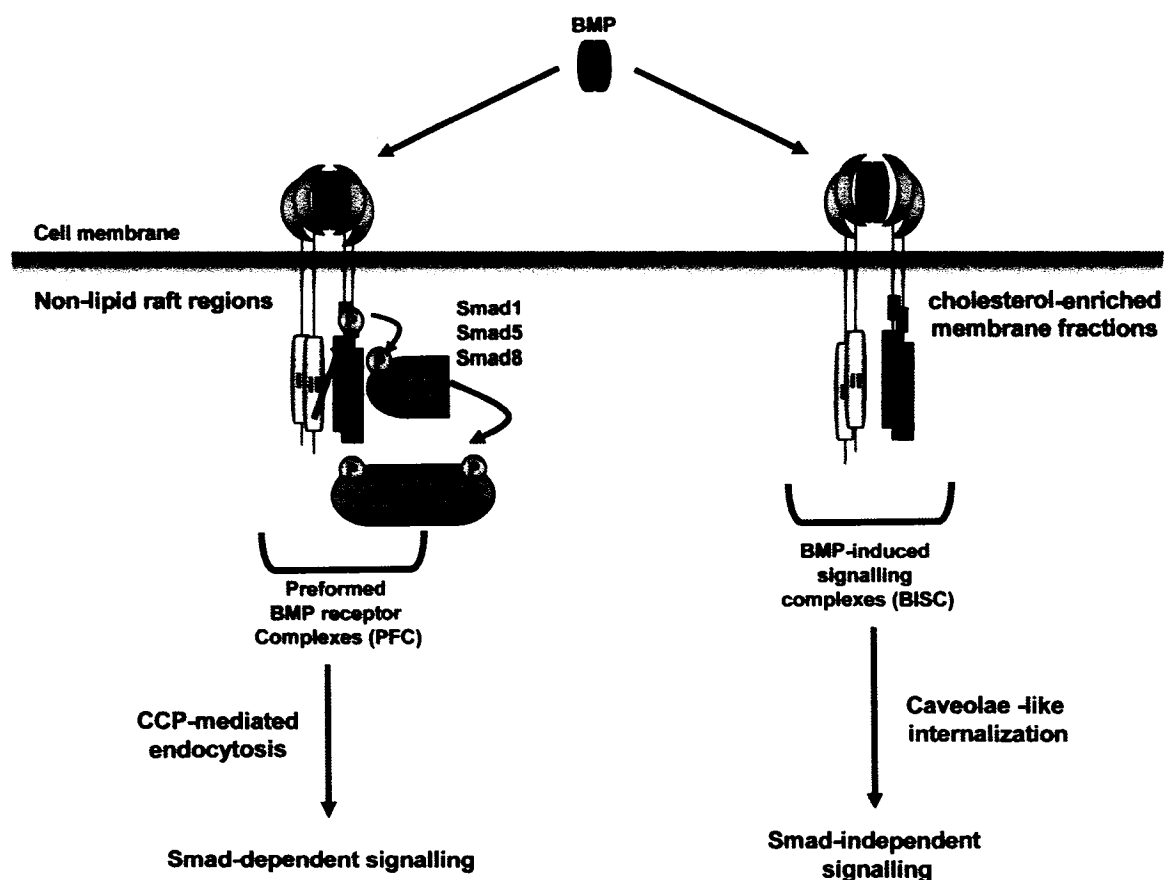 BMP
Cell membrane
Non-lipid raft regions
Smad1
Smad5
Smad8
cholesterol-enriched
membrane fractions
Preformed
BMP receptor
Complexes (PFC)
BMP-induced
signalling
complexes (BISC)
CCP-mediated
endocytosis
Caveolae -like
internalization
Smad-dependent signalling
Smad-independent
signalling